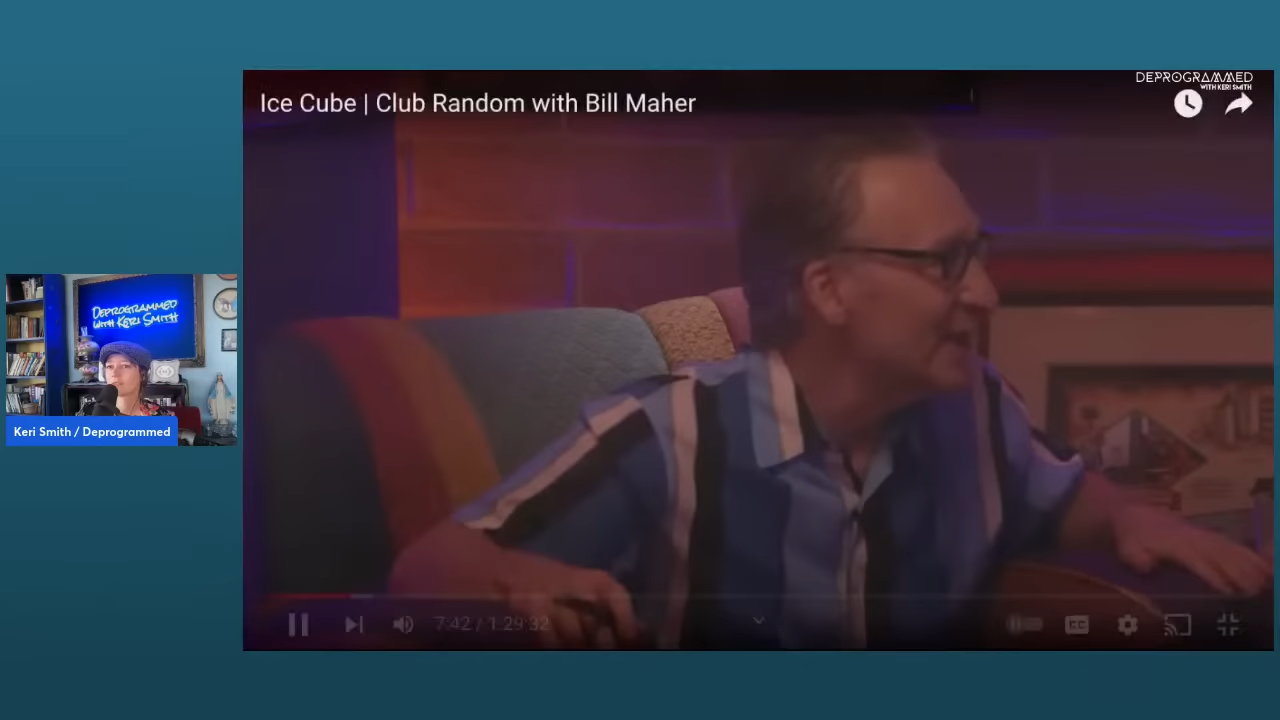 DEPROGRAMMED
WITH KERI SMITH
Ice Cube | Club Random with Bill Maher
DEPROGRAMMED
WITH KERI SMITH
Keri Smith / Deprogrammed
7:42 / 1:29:32
CC